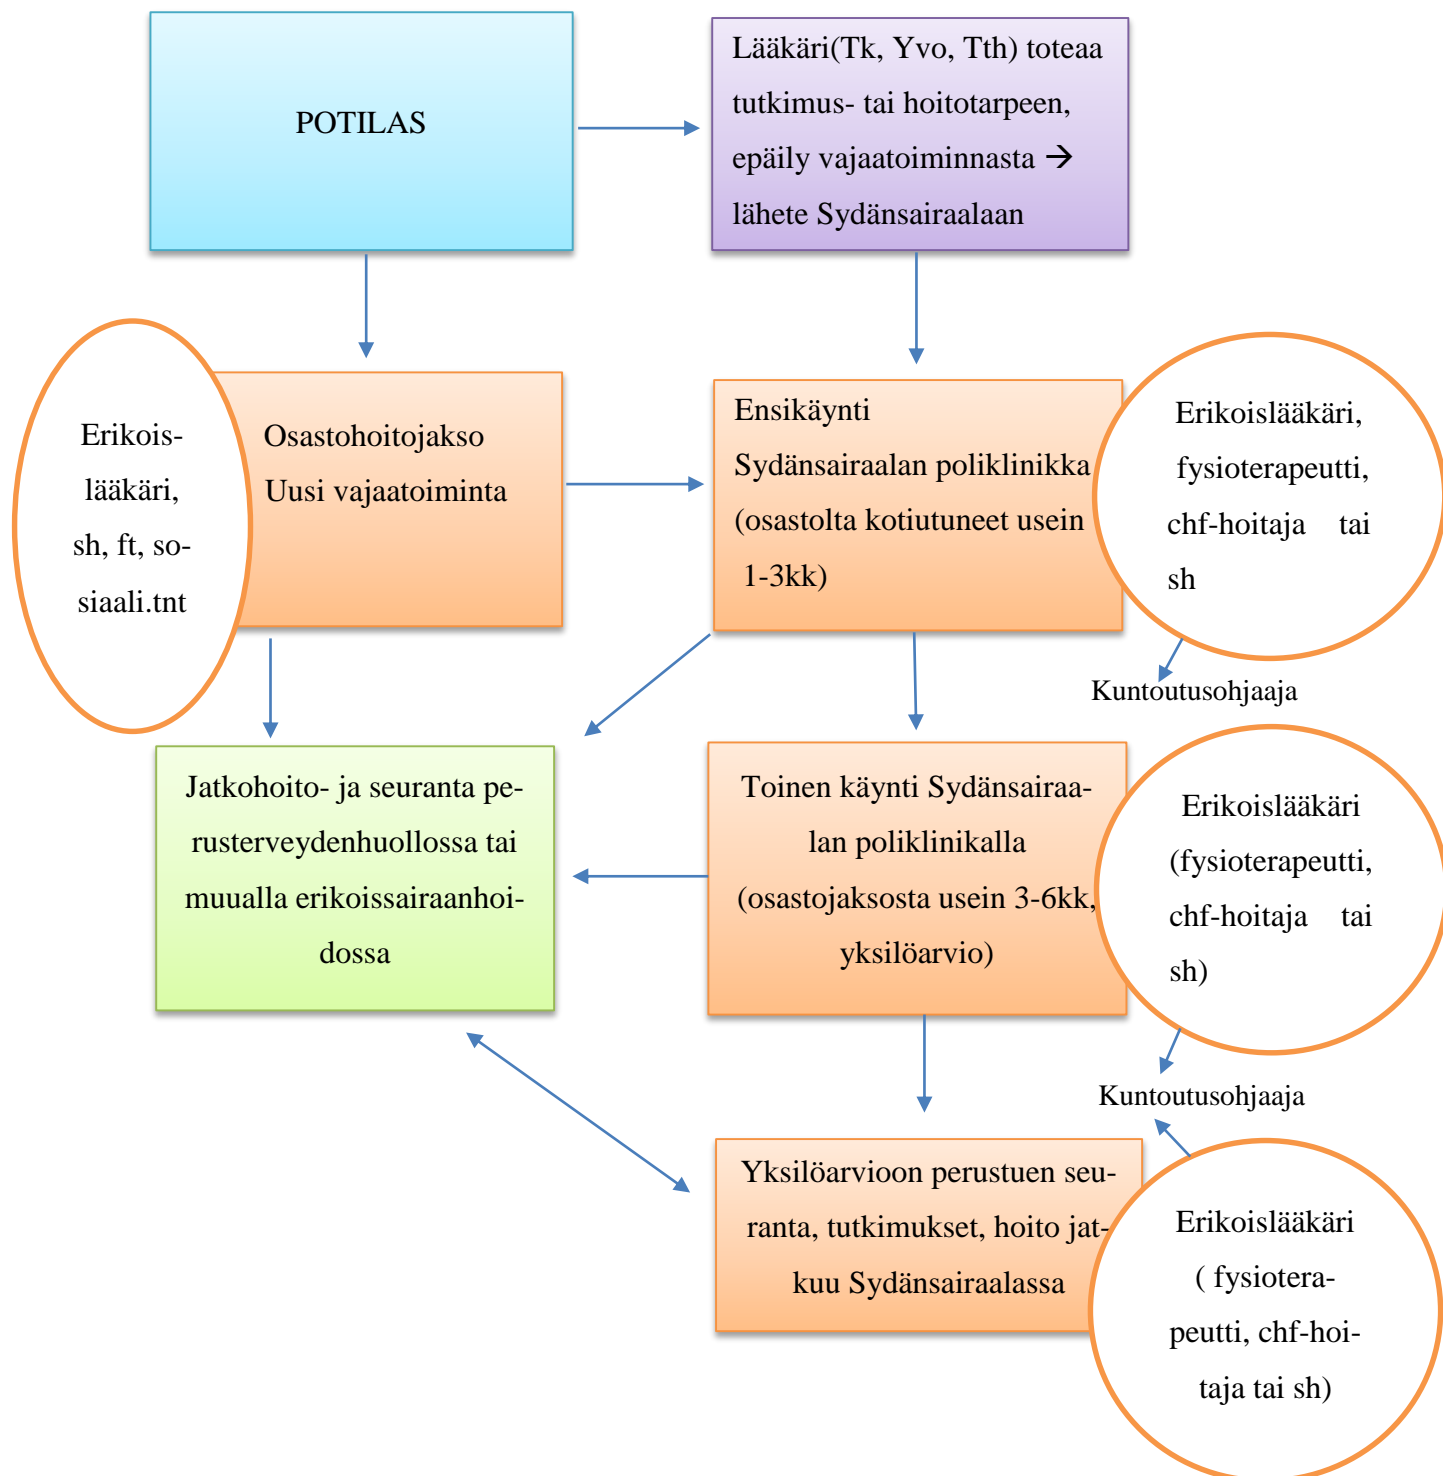 POTILAS
Lääkäri(Tk, Yvo, Tth) toteaa
tutkimus- tai hoitotarpeen,
epäily vajaatoiminnasta →
lähete Sydänsairaalaan
Erikois-
lääkäri,
sh, ft, so-
siaali.tnt
Osastohoitojakso
Uusi vajaatoiminta
Ensikäynti
Sydänsairaalan poliklinikka
(osastolta kotiutuneet usein
1-3kk)
Erikoislääkäri,
fysioterapeutti,
chf-hoitaja tai
sh
Kuntoutusohjaaja
Jatkohoito- ja seuranta pe-
rusterveydenhuollossa tai
muualla erikoissairaanhoi-
dossa
Toinen käynti Sydänsairaa-
lan poliklinikalla
(osastojaksosta usein 3-6kk,
yksilöarvio)
Erikoislääkäri
(fysioterapeutti,
chf-hoitaja tai
sh)
Kuntoutusohjaaja
Yksilöarvioon perustuen seu-
ranta, tutkimukset, hoito jat-
kuu Sydänsairaalassa
Erikoislääkäri
( fysiotera-
peutti, chf-hoi-
taja tai sh)